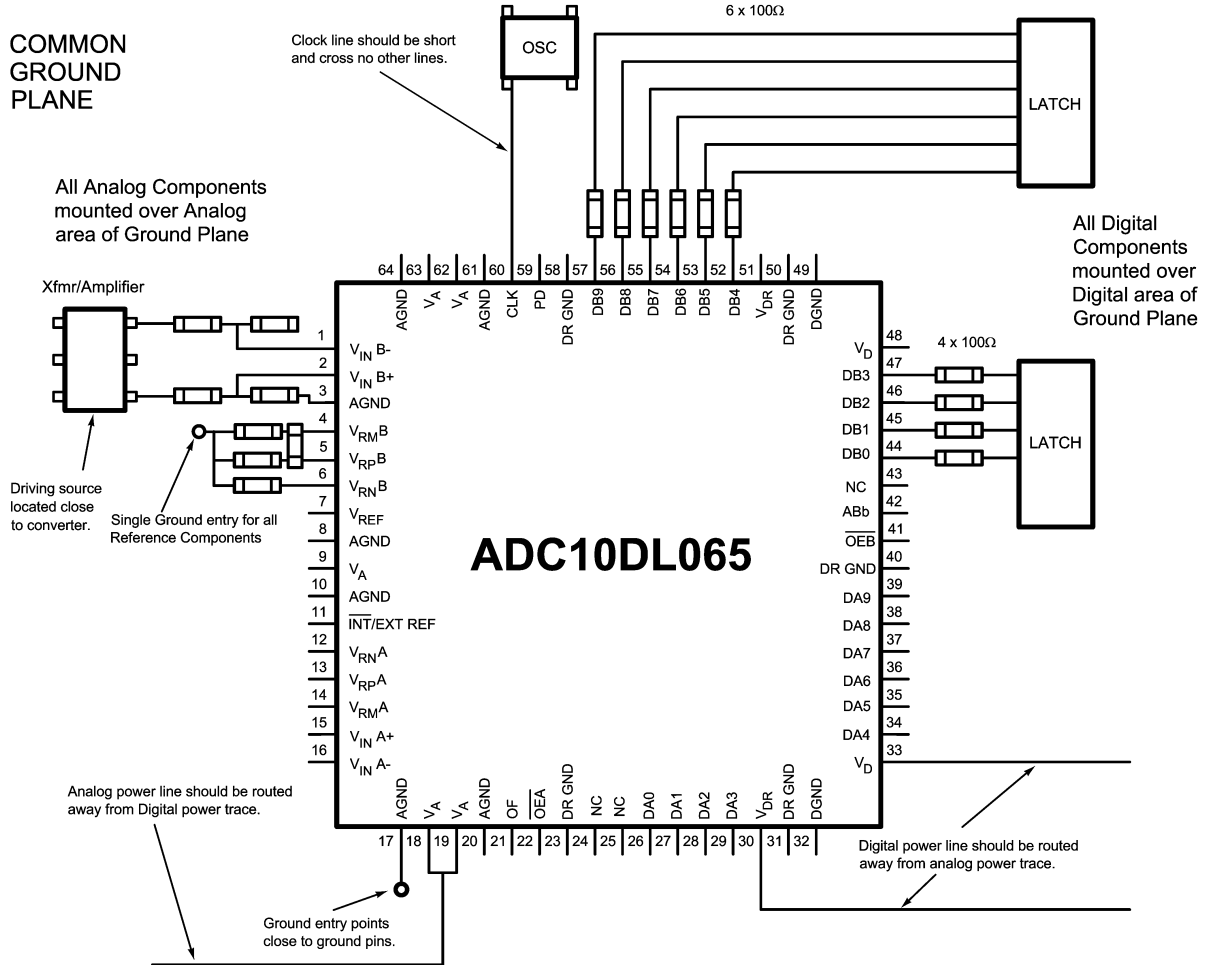 COMMON
GROUND
PLANE
Clock line should be short
and cross no other lines.
OSC
6 x 100Ω
LATCH
All Analog Components
mounted over Analog
area of Ground Plane
All Digital
Components
mounted over
Digital area of
Ground Plane
Xfmr/Amplifier
64 63 62 61 60 59 58 57 56 55 54 53 52 51 50 49
AGND VA VA AGND CLK PD DR GND DB9 DB8 DB7 DB6 DB5 DB4 VDR DR GND DGND
1 VIN B-
2 VIN B+
3 AGND
4 VRMB
5 VRPB
6 VRNB
7 VREF
8 AGND
9 VA
10 AGND
11 INT/EXT REF
12 VRNA
13 VRPA
14 VRMA
15 VIN A+
16 VIN A-
Driving source
located close
to converter.
Single Ground entry for all
Reference Components
ADC10DL065
VD 48
DB3 47
DB2 46
DB1 45
DB0 44
NC 43
ABb 42
OEB 41
DR GND 40
DA9 39
DA8 38
DA7 37
DA6 36
DA5 35
DA4 34
VD 33
4 x 100Ω
LATCH
AGND VA VA AGND OF OEA DR GND NC NC DA0 DA1 DA2 DA3 VDR DR GND DGND
17 18 19 20 21 22 23 24 25 26 27 28 29 30 31 32
Analog power line should be routed
away from Digital power trace.
Ground entry points
close to ground pins.
Digital power line should be routed
away from analog power trace.